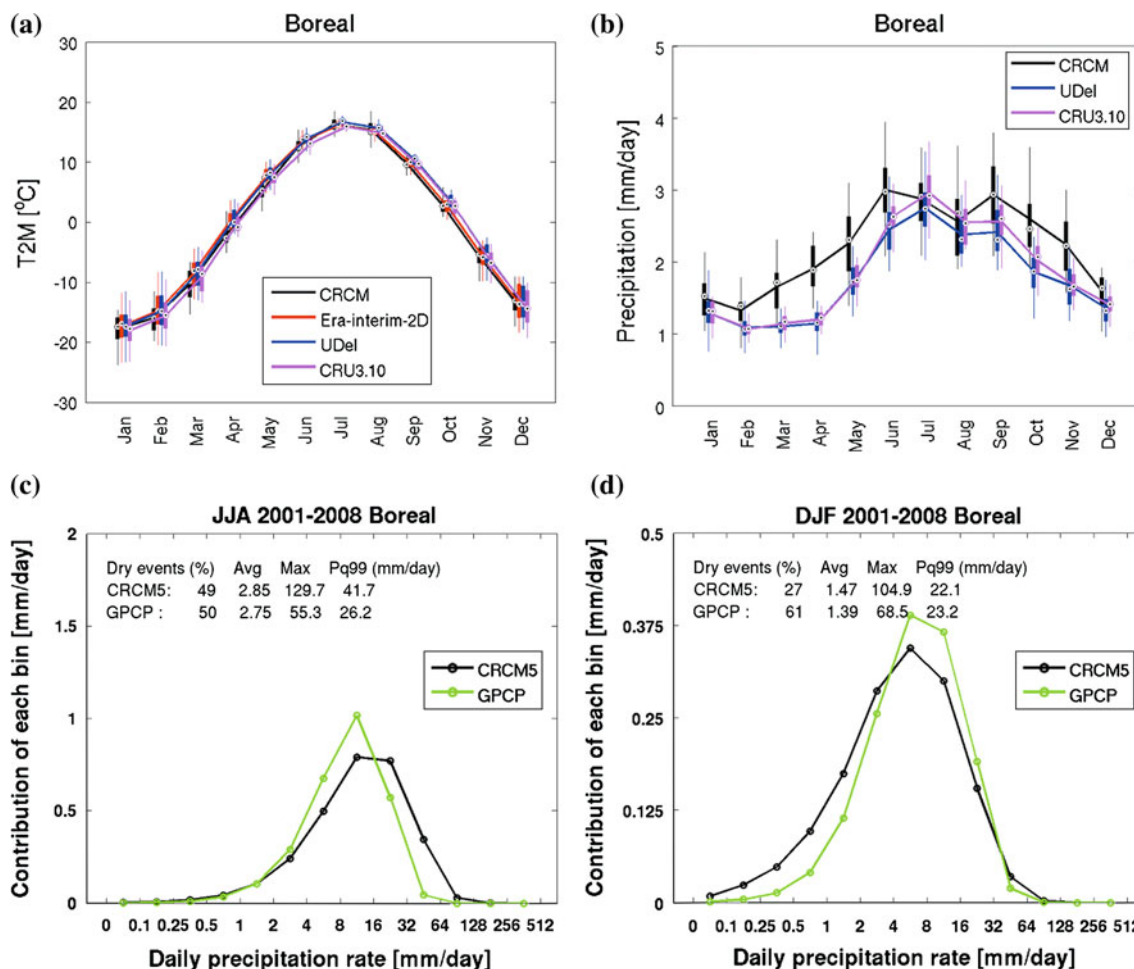 (a)
Boreal
30
20
10
0
-10
-20
-30
T2M [°C]
CRCM
Era-interim-2D
UDel
CRU3.10
Jan Feb Mar Apr May Jun Jul Aug Sep Oct Nov Dec
(b)
Boreal
5
4
3
2
1
0
Precipitation [mm/day]
CRCM
UDel
CRU3.10
Jan Feb Mar Apr May Jun Jul Aug Sep Oct Nov Dec
(c)
JJA 2001-2008 Boreal
2
1.5
1
0.5
0
Contribution of each bin [mm/day]
Dry events (%) Avg Max Pq99 (mm/day)
CRCM5: 49 2.85 129.7 41.7
GPCP : 50 2.75 55.3 26.2
CRCM5
GPCP
0 0.1 0.25 0.5 1 2 4 8 16 32 64 128 256 512
Daily precipitation rate [mm/day]
(d)
DJF 2001-2008 Boreal
0.5
0.375
0.25
0.125
0
Contribution of each bin [mm/day]
Dry events (%) Avg Max Pq99 (mm/day)
CRCM5: 27 1.47 104.9 22.1
GPCP : 61 1.39 68.5 23.2
CRCM5
GPCP
0 0.1 0.25 0.5 1 2 4 8 16 32 64 128 256 512
Daily precipitation rate [mm/day]